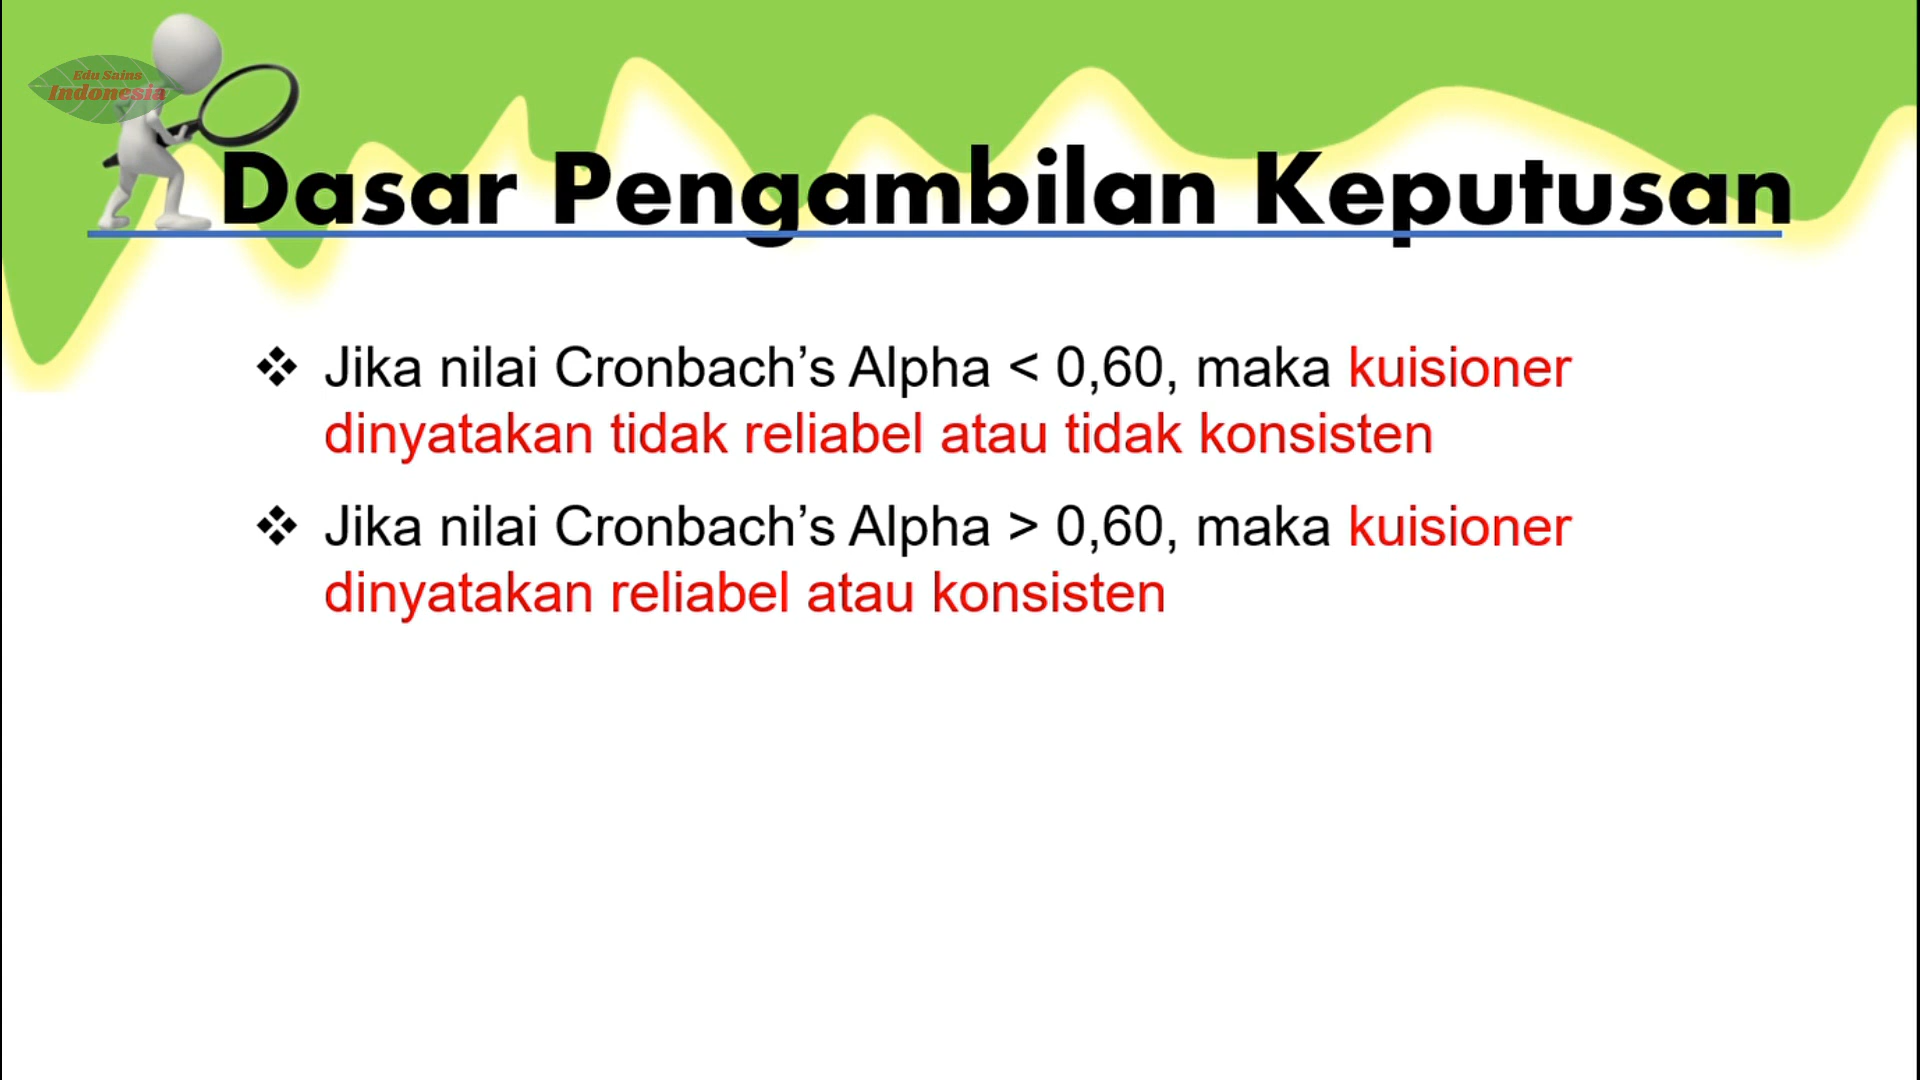 Edu Sains
Indonesia
Dasar Pengambilan Keputusan
❖ Jika nilai Cronbach’s Alpha < 0,60, maka kuisioner
dinyatakan tidak reliabel atau tidak konsisten
❖ Jika nilai Cronbach’s Alpha > 0,60, maka kuisioner
dinyatakan reliabel atau konsisten